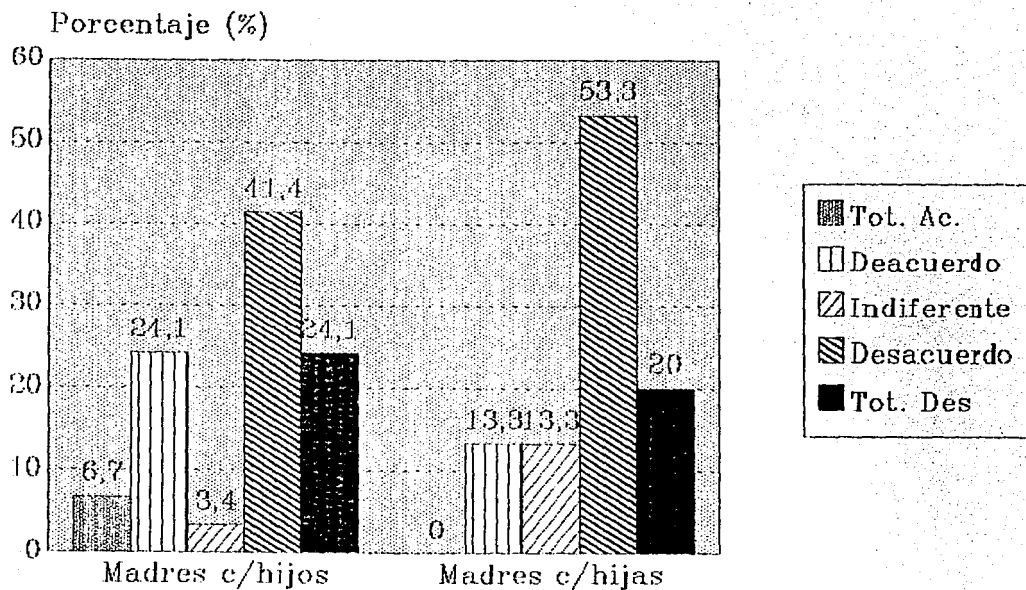 Porcentaje (%)
60
50
40
30
20
10
0
6,7
24,1
3,4
41,4
24,1
0
13,3
13,3
53,3
20
Madres c/hijos
Madres c/hijas
Tot. Ac.
Deacuerdo
Indiferente
Desacuerdo
Tot. Des